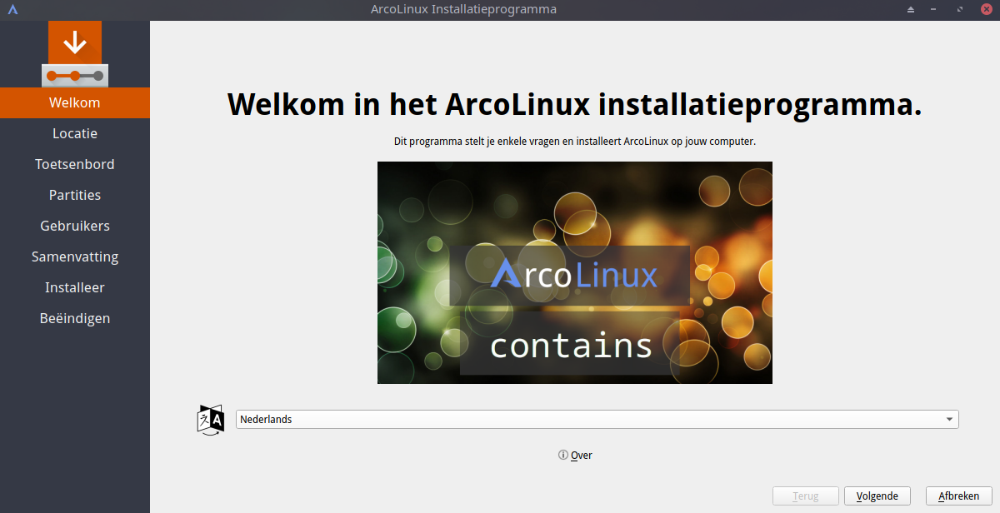 ArcoLinux Installatieprogramma
Welkom
Locatie
Toetsenbord
Partities
Gebruikers
Samenvatting
Installeer
Beëindigen
Welkom in het ArcoLinux installatieprogramma.
Dit programma stelt je enkele vragen en installeert ArcoLinux op jouw computer.
ArcoLinux
contains
Nederlands
Over
Terug
Volgende
Afbreken